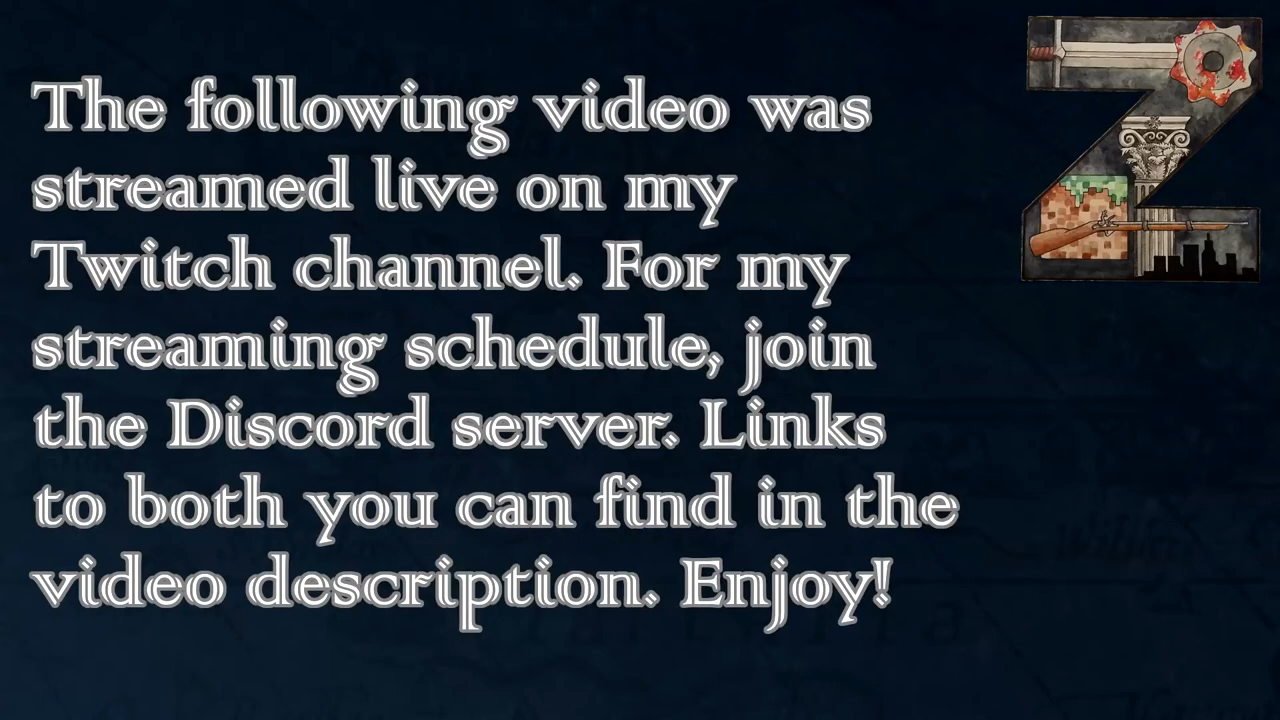 The following video was
streamed live on my
Twitch channel. For my
streaming schedule, join
the Discord server. Links
to both you can find in the
video description. Enjoy!
Z